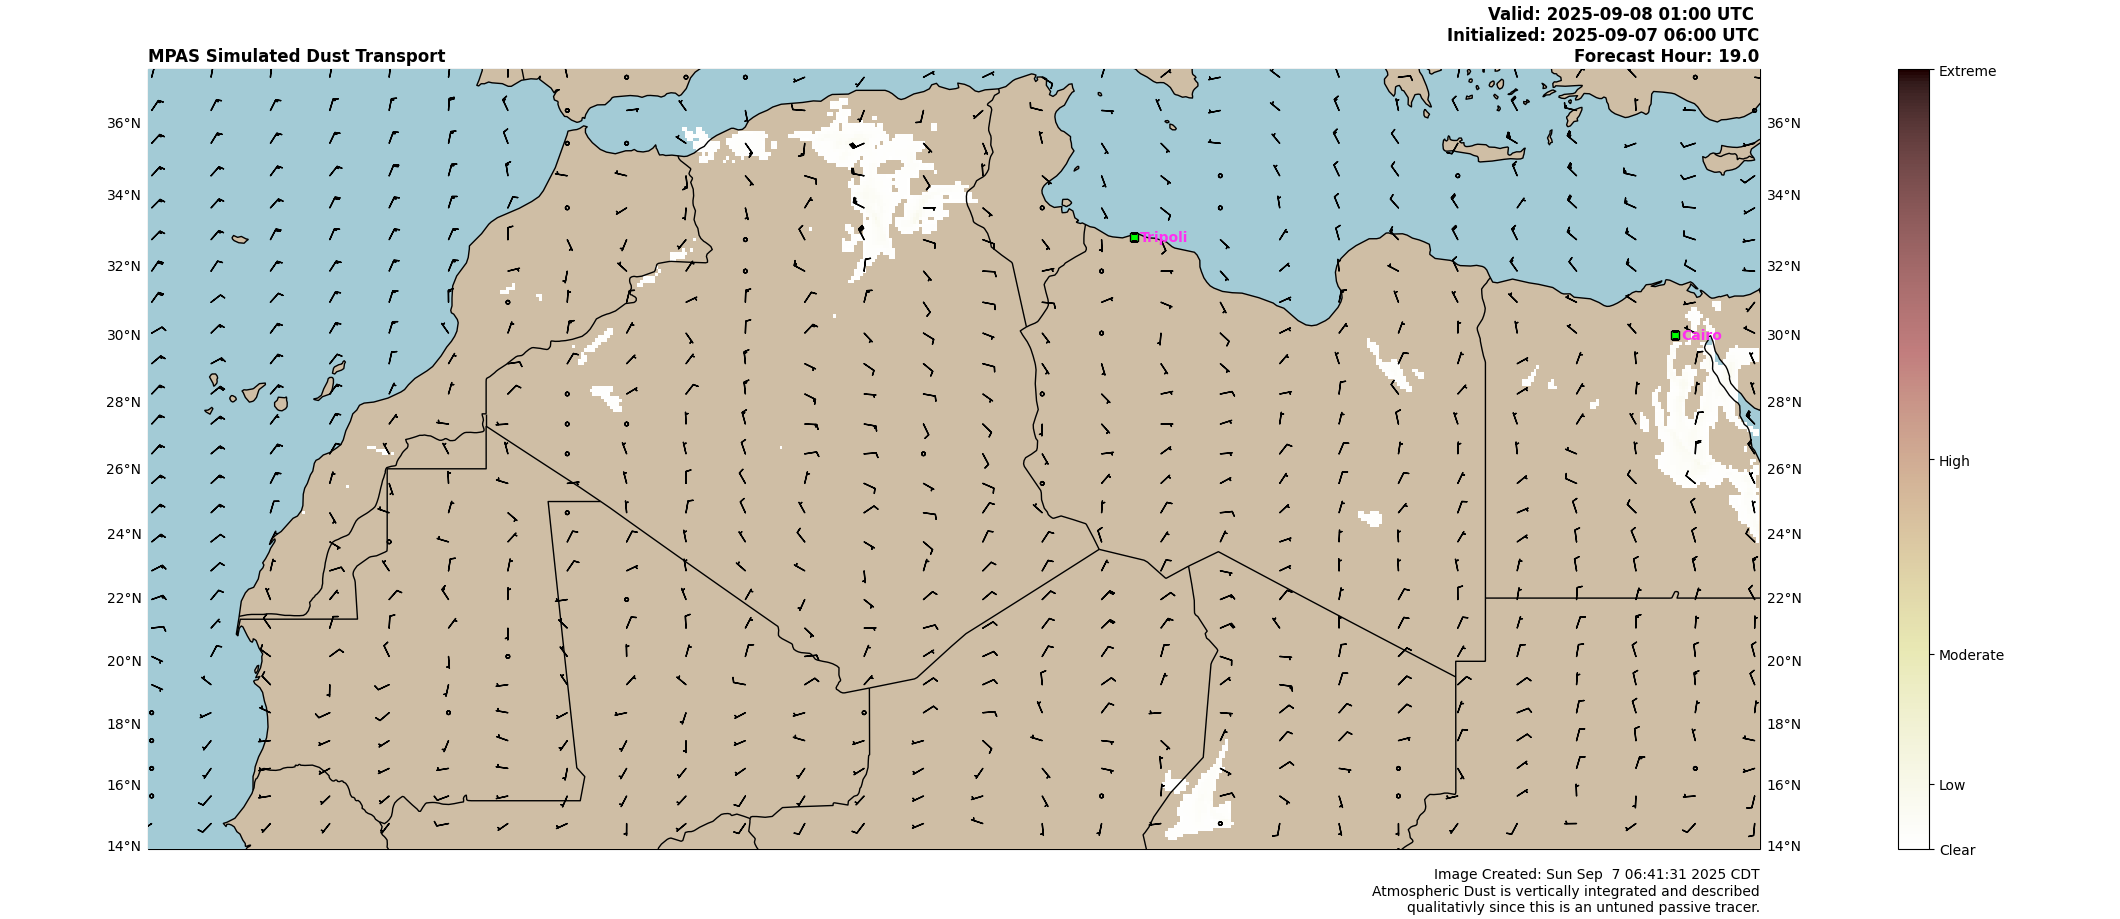 Valid: 2025-09-08 01:00 UTC
Initialized: 2025-09-07 06:00 UTC
MPAS Simulated Dust Transport
Forecast Hour: 19.0
Extreme
36°N
36°N
34°N
34°N
Tripoli
32°N
32°N
30°N
Cairo
30°N
28°N
28°N
26°N
26°N
High
24°N
24°N
22°N
22°N
20°N
20°N
Moderate
18°N
18°N
16°N
16°N
Low
14°N
14°N
Clear
Image Created: Sun Sep  7 06:41:31 2025 CDT
Atmospheric Dust is vertically integrated and described
qualitativly since this is an untuned passive tracer.